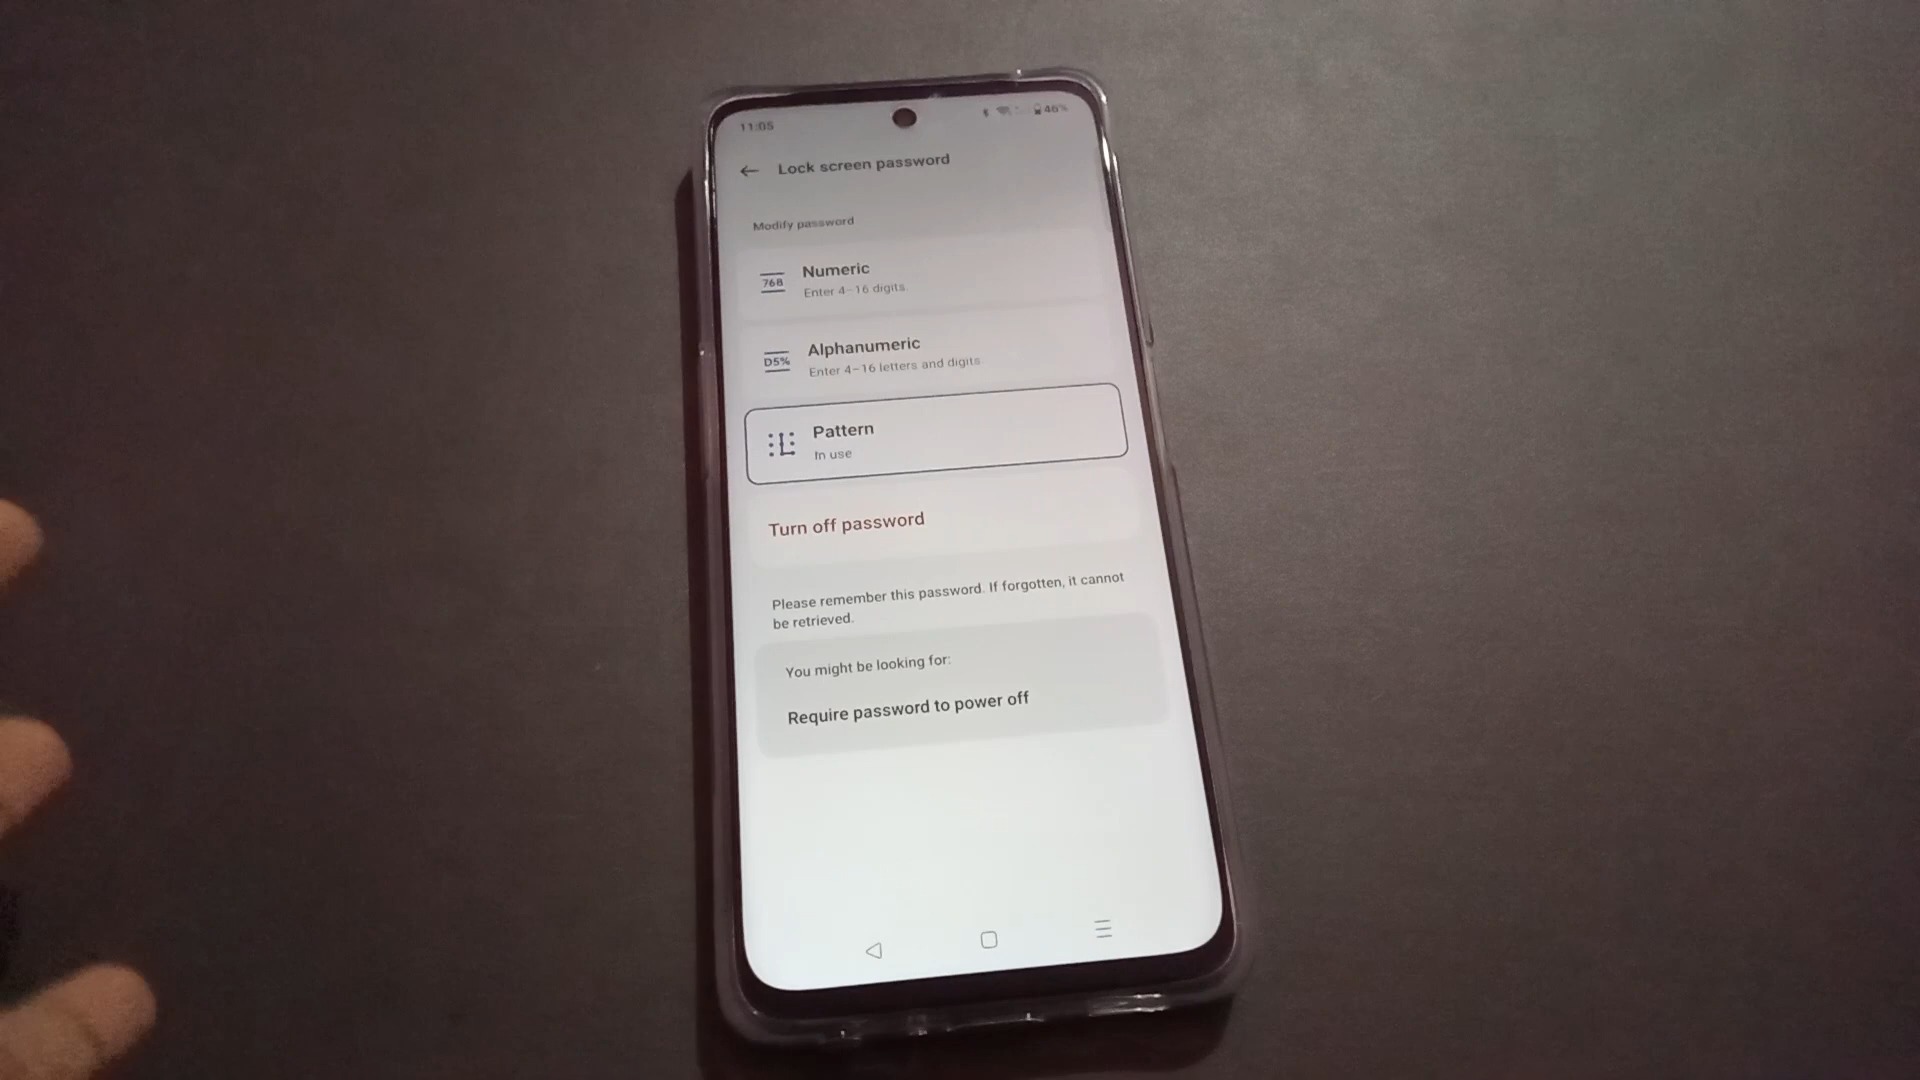 11:05
46%
Lock screen password
Modify password
768
Numeric
Enter 4-16 digits.
D5%
Alphanumeric
Enter 4-16 letters and digits
Pattern
In use
Turn off password
Please remember this password. If forgotten, it cannot
be retrieved.
You might be looking for:
Require password to power off